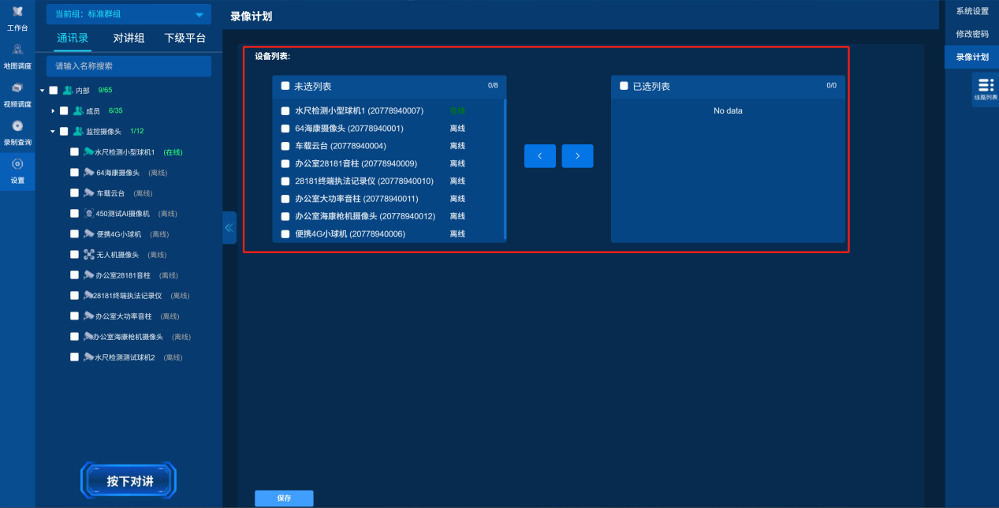 工作台
地图调度
视频调度
录制查询
设置
当前组: 标准群组
通讯录 对讲组 下级平台
请输入名称搜索
内部 9/65
成员 6/35
监控摄像头 1/12
水尺检测小型球机1 (在线)
64海康摄像头 (离线)
车载云台 (离线)
450测试AI摄像机 (离线)
便携4G小球机 (离线)
无人机摄像头 (离线)
办公室28181音柱 (离线)
28181终端执法记录仪 (离线)
办公室大功率音柱 (离线)
办公室海康枪机摄像头 (离线)
水尺检测测试球机2 (离线)
按下对讲
录像计划
设备列表:
未选列表 0/8
水尺检测小型球机1 (20778940007) 在线
64海康摄像头 (20778940001) 离线
车载云台 (20778940004) 离线
办公室28181音柱 (20778940009) 离线
28181终端执法记录仪 (20778940010) 离线
办公室大功率音柱 (20778940011) 离线
办公室海康枪机摄像头 (20778940012) 离线
便携4G小球机 (20778940006) 离线
已选列表 0/0
No data
保存
系统设置
修改密码
录像计划
线路列表